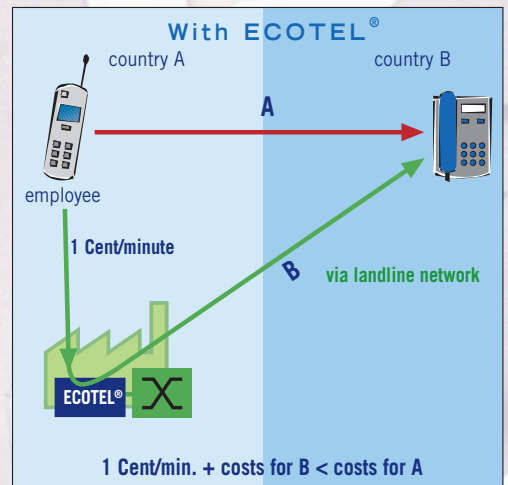 With ECOTEL®
country A
country B
A
employee
1 Cent/minute
B
via landline network
ECOTEL®
1 Cent/min. + costs for B < costs for A